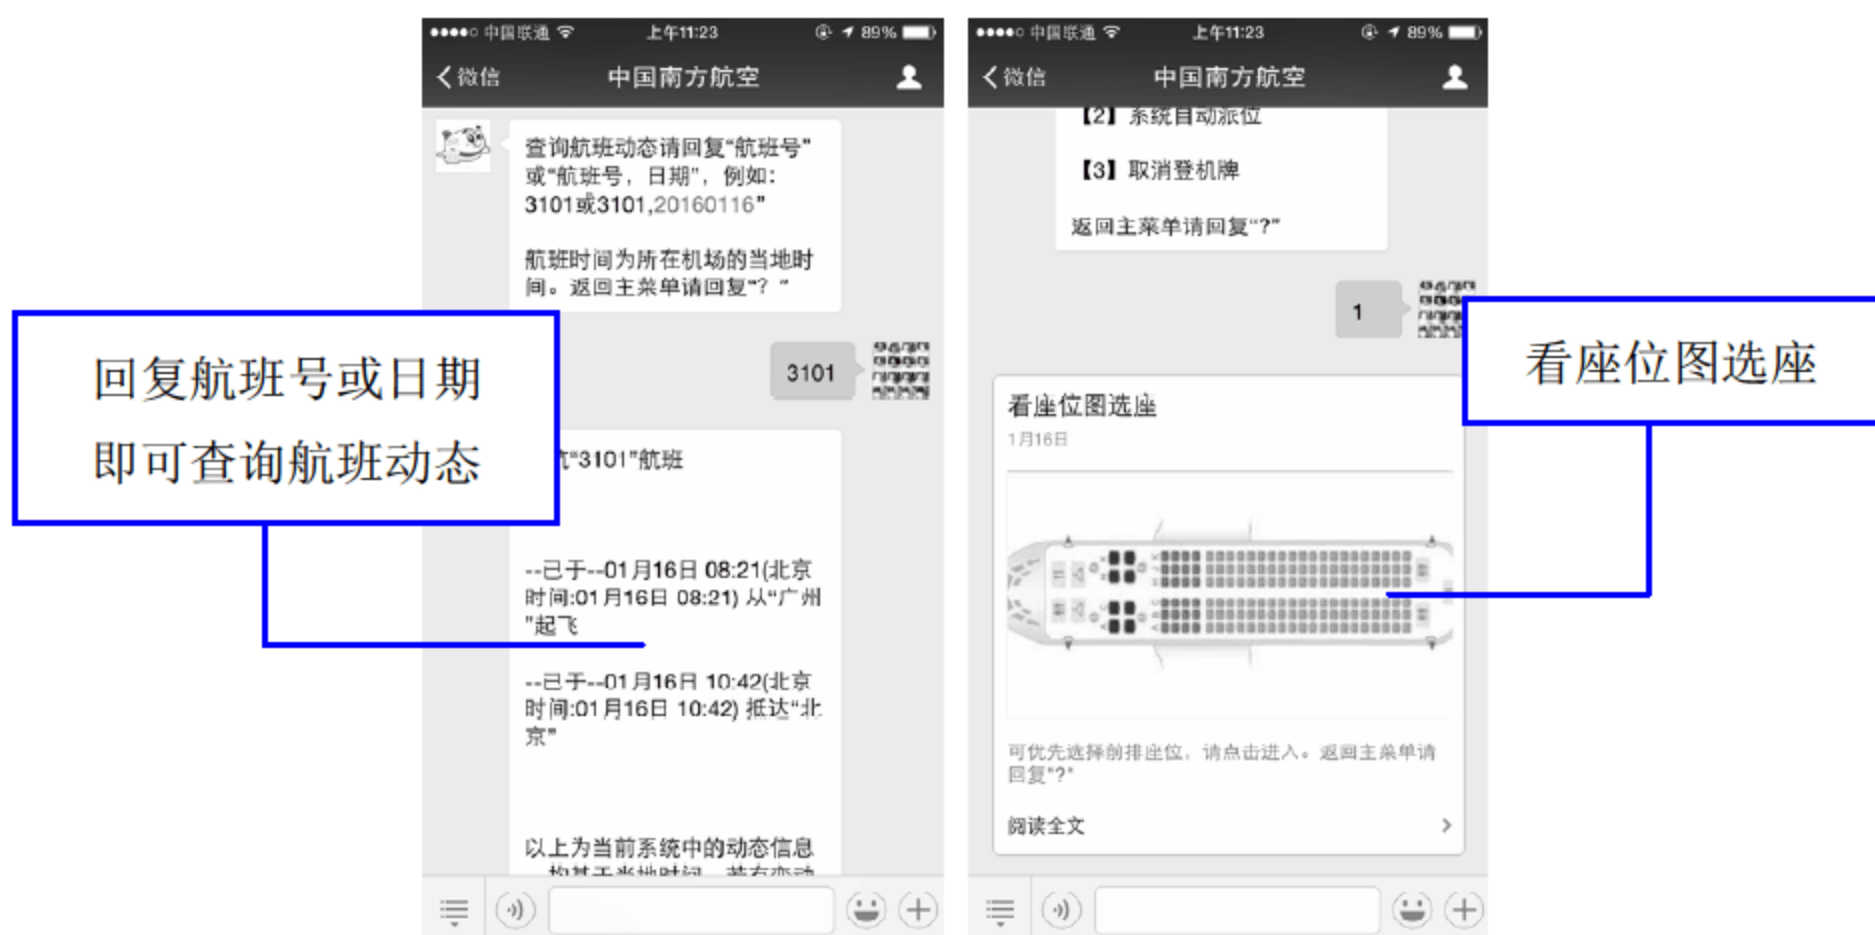 中国联通
上午11:23
89%
微信
中国南方航空
查询航班动态请回复“航班号”
或“航班号，日期”，例如：
3101或3101,20160116”
航班时间为所在机场的当地时
间。返回主菜单请回复“？”
3101
“3101”航班
--已于--01月16日 08:21(北京
时间:01月16日 08:21) 从“广州
”起飞
--已于--01月16日 10:42(北京
时间:01月16日 10:42) 抵达“北
京”
以上为当前系统中的动态信息
回复航班号或日期
即可查询航班动态
中国联通
上午11:23
89%
微信
中国南方航空
【2】系统自动派位
【3】取消登机牌
返回主菜单请回复“?”
1
看座位图选座
1月16日
可优先选择前排座位，请点击进入。返回主菜单请
回复“?”
阅读全文
看座位图选座